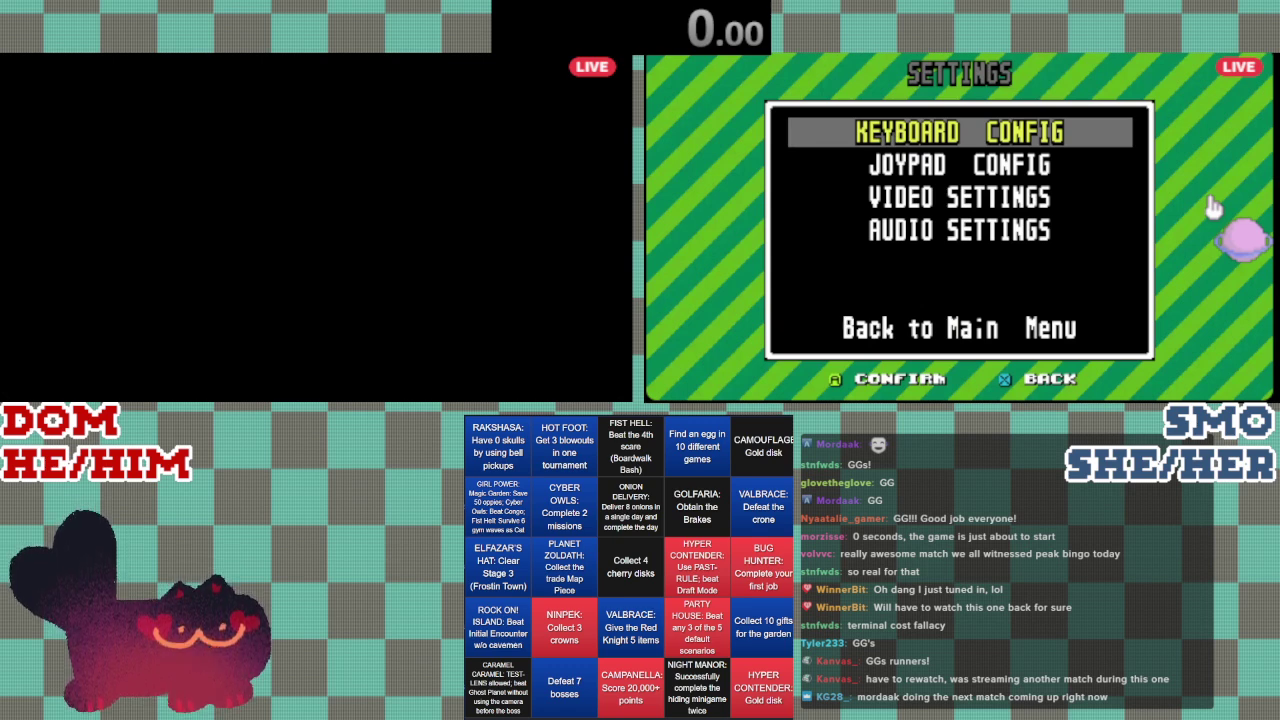 0.00
LIVE
SETTINGS
LIVE
KEYBOARD CONFIG
JOYPAD CONFIG
VIDEO SETTINGS
AUDIO SETTINGS
Back to Main Menu
A CONFIRM X BACK
DOM
HE/HIM
SMO
SHE/HER
RAKSHASA:
Have 0 skulls
by using bell
pickups
HOT FOOT:
Get 3 blowouts
in one
tournament
FIST HELL:
Beat the 4th
scare
(Boardwalk
Bash)
Find an egg in
10 different
games
CAMOUFLAGE
Gold disk
GIRL POWER:
Magic Garden: Save
50 oppies; Cyber
Owls: Beat Congo;
Fist Hell: Survive 6
gym waves as Cat
CYBER
OWLS:
Complete 2
missions
ONION
DELIVERY:
Deliver 8 onions in
a single day and
complete the day
GOLFARIA:
Obtain the
Brakes
VALBRACE:
Defeat the
crone
ELFAZAR'S
HAT: Clear
Stage 3
(Frostin Town)
PLANET
ZOLDATH:
Collect the
trade Map
Piece
Collect 4
cherry disks
HYPER
CONTENDER:
Use PAST-
RULE; beat
Draft Mode
BUG
HUNTER:
Complete your
first job
ROCK ON!
ISLAND: Beat
Initial Encounter
w/o cavemen
NINPEK:
Collect 3
crowns
VALBRACE:
Give the Red
Knight 5 items
PARTY
HOUSE: Beat
any 3 of the 5
default
scenarios
Collect 10 gifts
for the garden
CARAMEL
CARAMEL: TEST-
LENS allowed; beat
Ghost Planet without
using the camera
before the boss
Defeat 7
bosses
CAMPANELLA:
Score 20,000+
points
NIGHT MANOR:
Successfully
complete the
hiding minigame
twice
HYPER
CONTENDER:
Gold disk
Mordaak:
stnfwds: GGs!
glovetheglove: GG
Mordaak: GG
Nyaatalie_gamer: GG!!! Good job everyone!
morzisse: 0 seconds, the game is just about to start
volvvc: really awesome match we all witnessed peak bingo today
stnfwds: so real for that
WinnerBit: Oh dang I just tuned in, lol
WinnerBit: Will have to watch this one back for sure
stnfwds: terminal cost fallacy
Tyler233: GG's
Kanvas_: GGs runners!
Kanvas_: have to rewatch, was streaming another match during this one
KG28_: mordaak doing the next match coming up right now